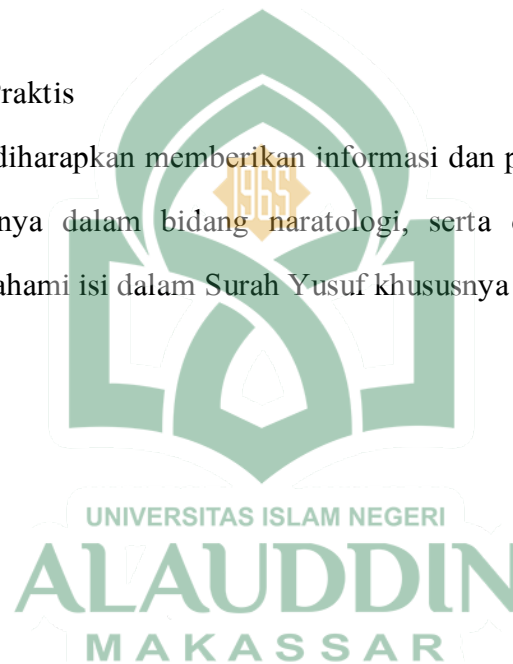 Praktis
diharapkan memberikan informasi dan p
nya dalam bidang naratologi, serta
ahami isi dalam Surah Yusuf khususnya
1965
UNIVERSITAS ISLAM NEGERI
ALAUDDIN
MAKASSAR